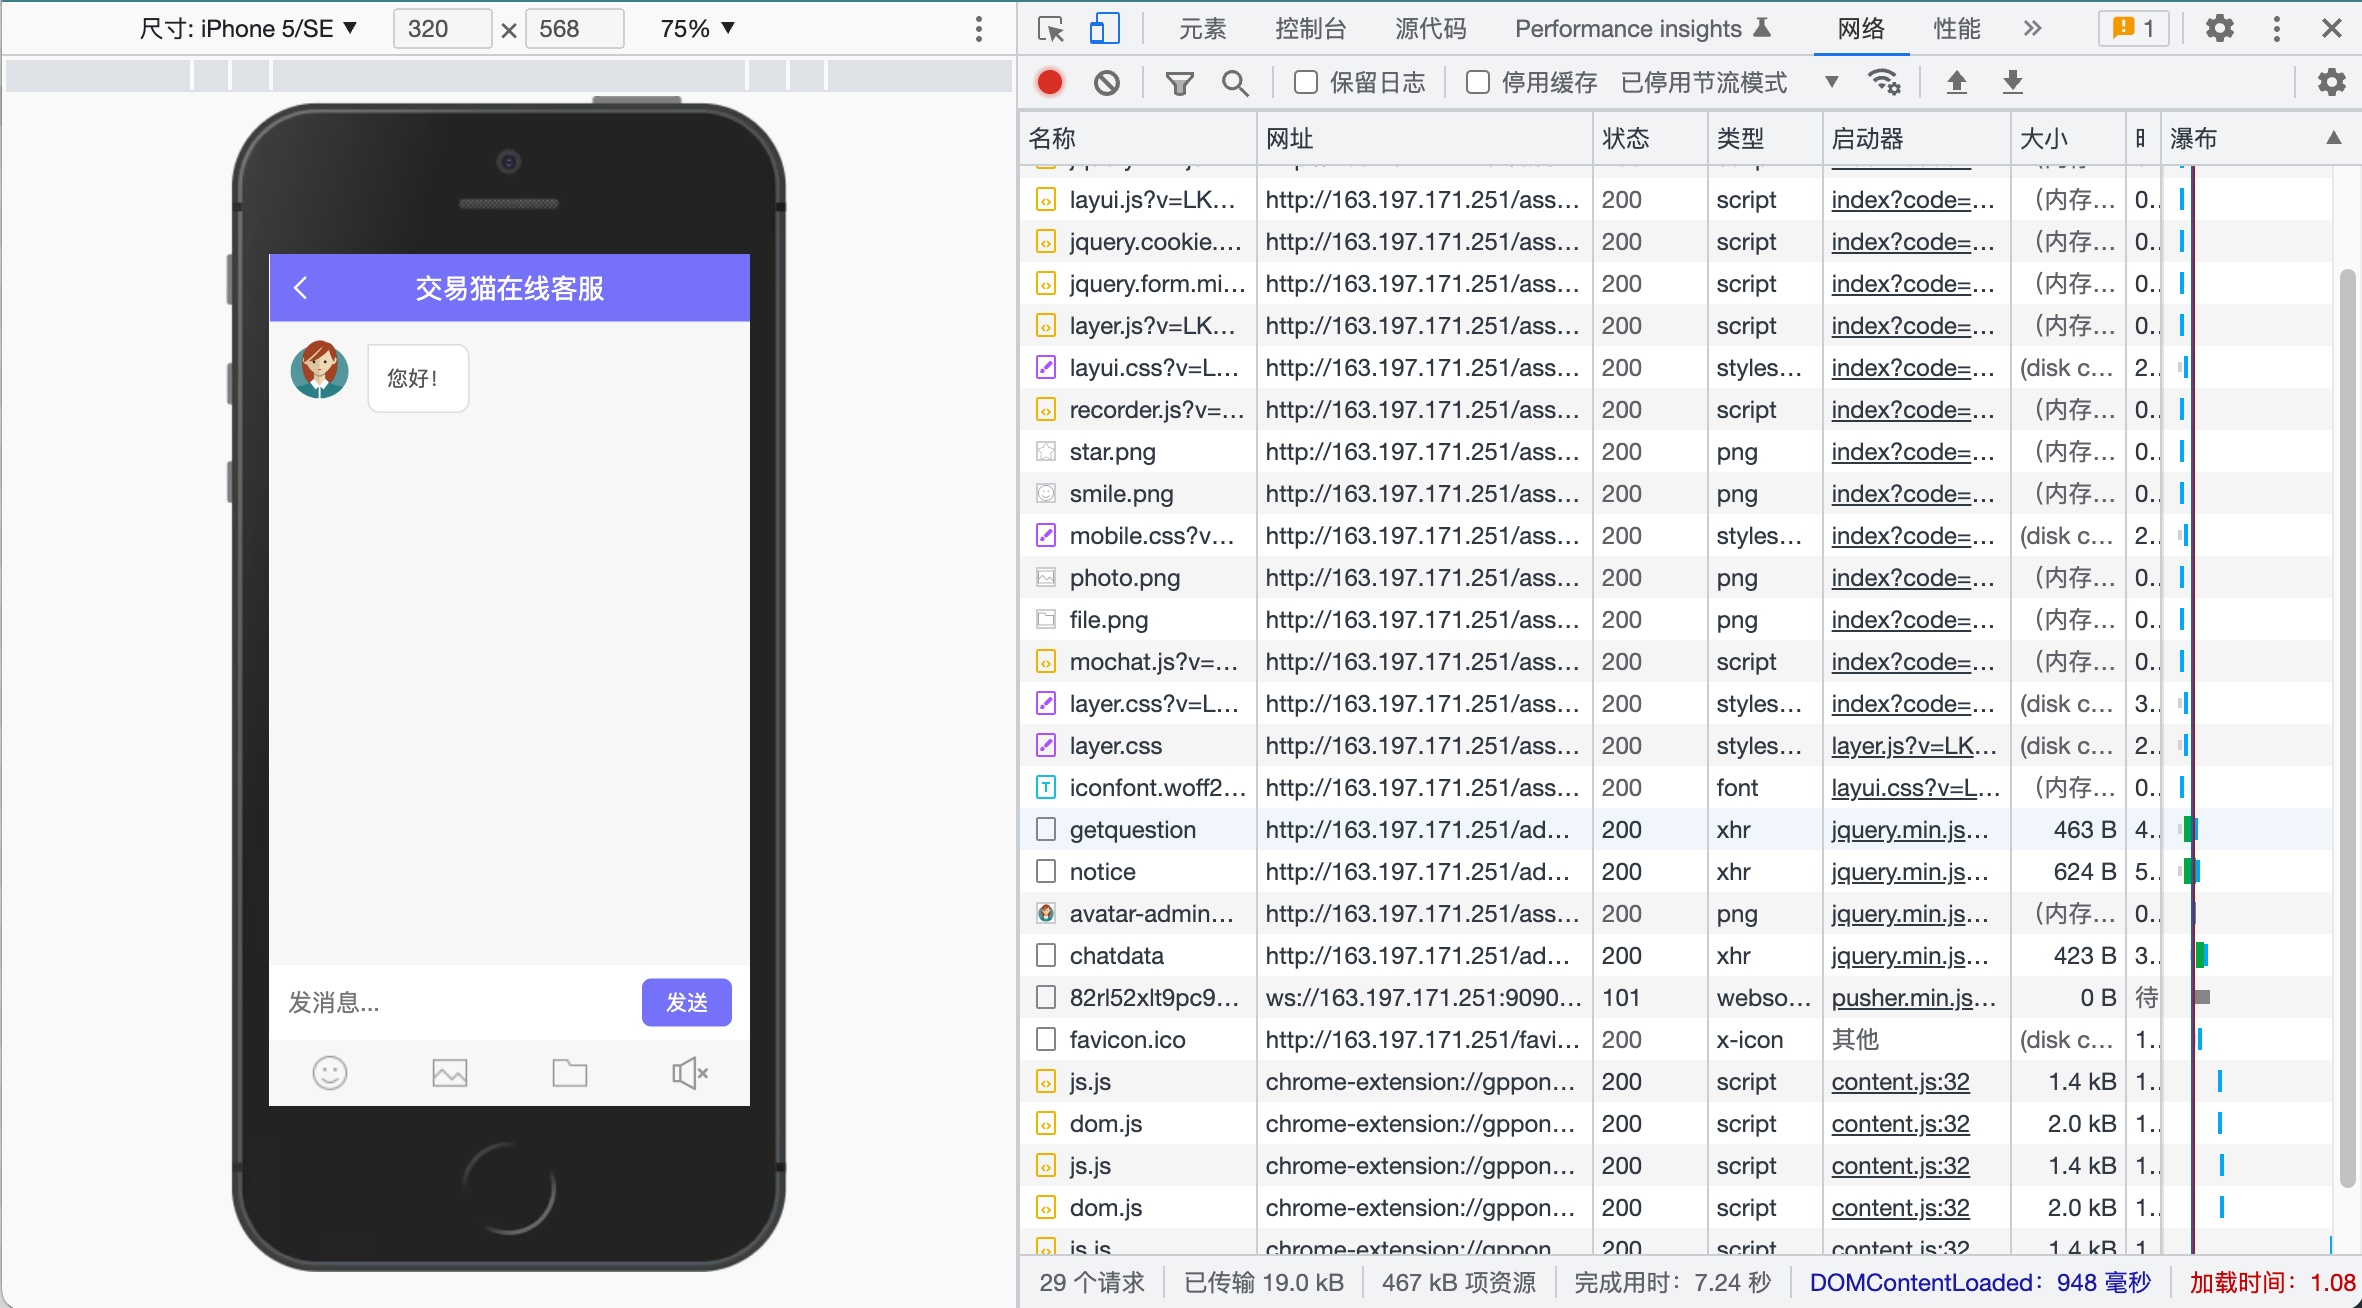 尺寸: iPhone 5/SE ▼ 320 × 568 75% ▼
元素 控制台 源代码 Performance insights 网络 性能 » 1
保留日志 停用缓存 已停用节流模式 ▼
名称 网址 状态 类型 启动器 大小 瀑布 ▲
layui.js?v=LK… http://163.197.171.251/ass… 200 script index?code=… (内存… 0..
jquery.cookie.… http://163.197.171.251/ass… 200 script index?code=… (内存… 0..
jquery.form.mi… http://163.197.171.251/ass… 200 script index?code=… (内存… 0..
layer.js?v=LK… http://163.197.171.251/ass… 200 script index?code=… (内存… 0..
layui.css?v=L… http://163.197.171.251/ass… 200 styles… index?code=… (disk c… 2..
recorder.js?v=… http://163.197.171.251/ass… 200 script index?code=… (内存… 0..
star.png http://163.197.171.251/ass… 200 png index?code=… (内存… 0..
smile.png http://163.197.171.251/ass… 200 png index?code=… (内存… 0..
mobile.css?v… http://163.197.171.251/ass… 200 styles… index?code=… (disk c… 2..
photo.png http://163.197.171.251/ass… 200 png index?code=… (内存… 0..
file.png http://163.197.171.251/ass… 200 png index?code=… (内存… 0..
mochat.js?v=… http://163.197.171.251/ass… 200 script index?code=… (内存… 0..
layer.css?v=L… http://163.197.171.251/ass… 200 styles… index?code=… (disk c… 3..
layer.css http://163.197.171.251/ass… 200 styles… layer.js?v=LK… (disk c… 2..
iconfont.woff2… http://163.197.171.251/ass… 200 font layui.css?v=L… (内存… 0..
getquestion http://163.197.171.251/ad… 200 xhr jquery.min.js… 463 B 4..
notice http://163.197.171.251/ad… 200 xhr jquery.min.js… 624 B 5..
avatar-admin… http://163.197.171.251/ass… 200 png jquery.min.js… (内存… 0..
chatdata http://163.197.171.251/ad… 200 xhr jquery.min.js… 423 B 3..
82rl52xlt9pc9… ws://163.197.171.251:9090… 101 webso… pusher.min.js… 0 B 待
favicon.ico http://163.197.171.251/favi… 200 x-icon 其他 (disk c… 1..
js.js chrome-extension://gppon… 200 script content.js:32 1.4 kB 1..
dom.js chrome-extension://gppon… 200 script content.js:32 2.0 kB 1..
js.js chrome-extension://gppon… 200 script content.js:32 1.4 kB 1..
dom.js chrome-extension://gppon… 200 script content.js:32 2.0 kB 1..
js.js chrome-extension://gppon… 200 script content.js:32 1.4 kB 1
29 个请求 已传输 19.0 kB 467 kB 项资源 完成用时：7.24 秒 DOMContentLoaded：948 毫秒 加载时间：1.08
交易猫在线客服
您好！
发消息... 发送